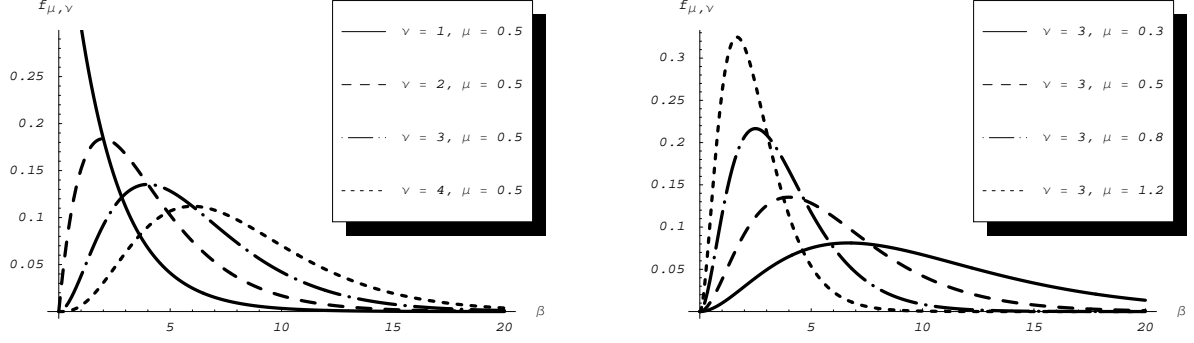 fμ,ν
0.25
0.2
0.15
0.1
0.05
5
10
15
20
β
ν = 1, μ = 0.5
ν = 2, μ = 0.5
ν = 3, μ = 0.5
ν = 4, μ = 0.5
fμ,ν
0.3
0.25
0.2
0.15
0.1
0.05
5
10
15
20
β
ν = 3, μ = 0.3
ν = 3, μ = 0.5
ν = 3, μ = 0.8
ν = 3, μ = 1.2